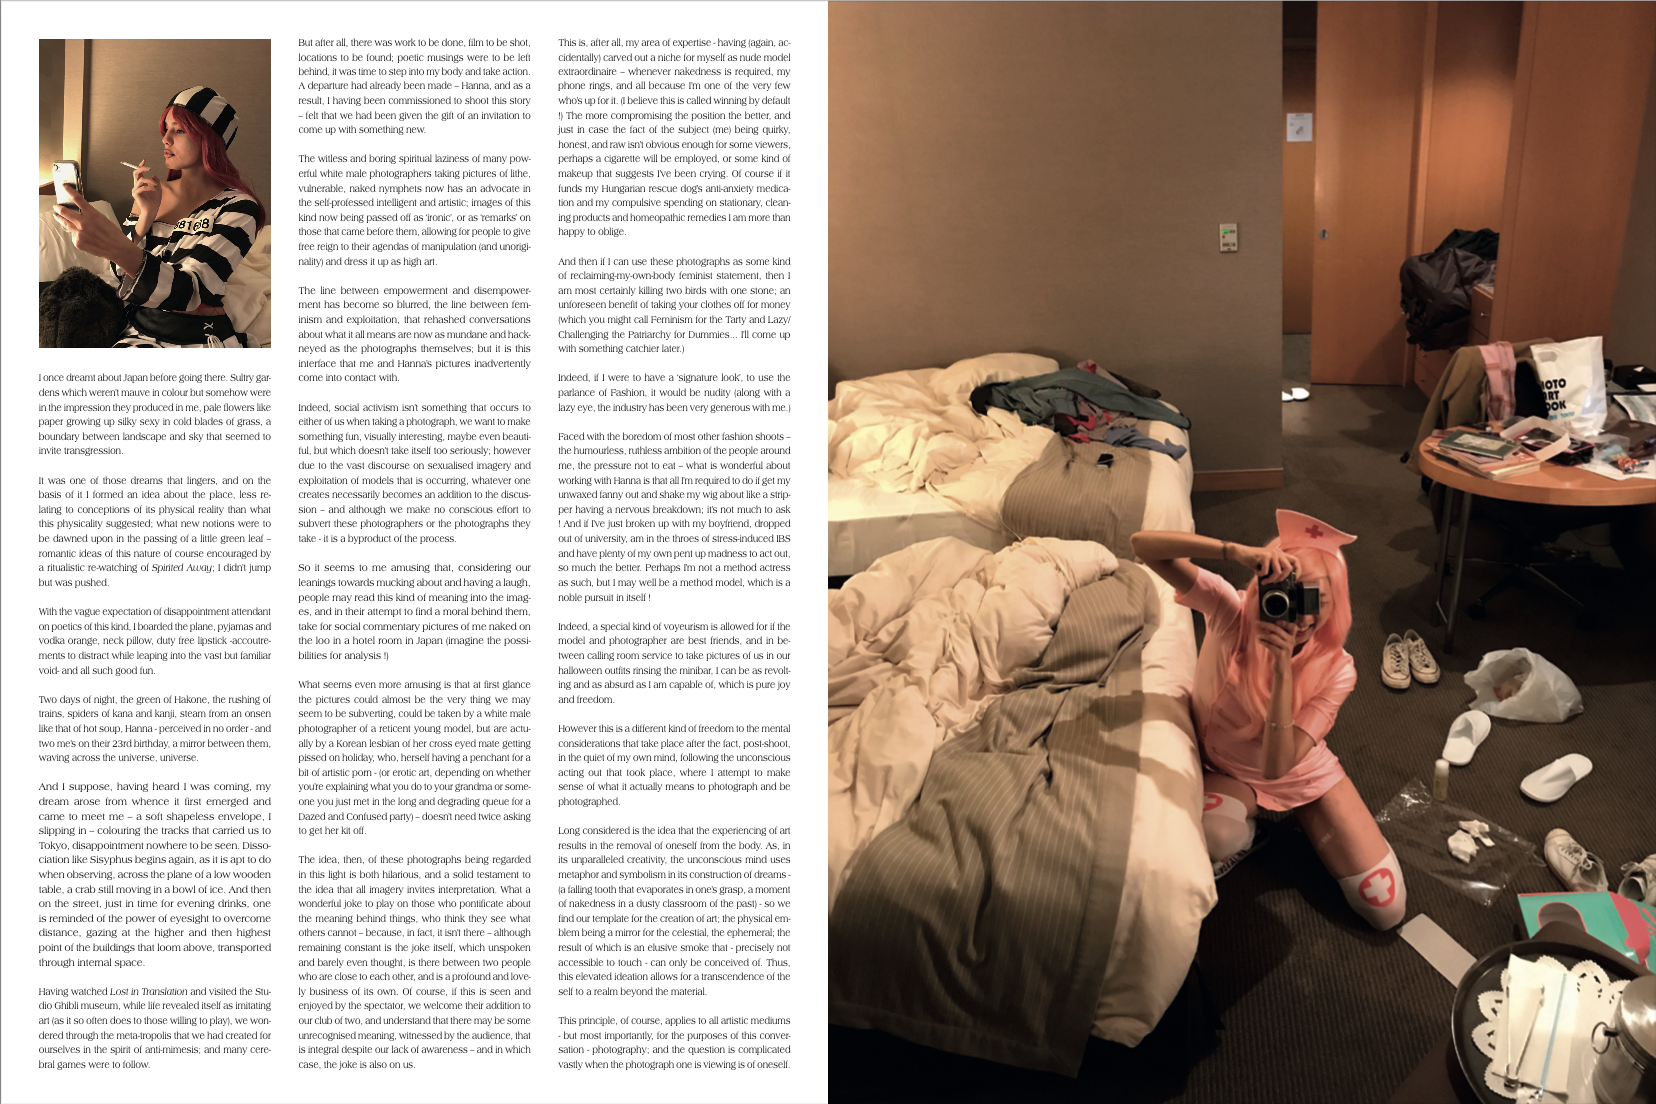 I once dreamt about Japan before going there. Sultry gar-
dens which weren't mauve in colour but somehow were
in the impression they produced in me, pale flowers like
paper growing up silky sexy in cold blades of grass, a
boundary between landscape and sky that seemed to
invite transgression.
It was one of those dreams that lingers, and on the
basis of it I formed an idea about the place, less re-
lating to conceptions of its physical reality than what
this physicality suggested; what new notions were to
be dawned upon in the passing of a little green leaf –
romantic ideas of this nature of course encouraged by
a ritualistic re-watching of Spirited Away; I didn't jump
but was pushed.
With the vague expectation of disappointment attendant
on poetics of this kind, I boarded the plane, pyjamas and
vodka orange, neck pillow, duty free lipstick -accoutre-
ments to distract while leaping into the vast but familiar
void- and all such good fun.
Two days of night, the green of Hakone, the rushing of
trains, spiders of kana and kanji, steam from an onsen
like that of hot soup, Hanna - perceived in no order - and
two me's on their 23rd birthday, a mirror between them,
waving across the universe, universe.
And I suppose, having heard I was coming, my
dream arose from whence it first emerged and
came to meet me – a soft shapeless envelope, I
slipping in – colouring the tracks that carried us to
Tokyo, disappointment nowhere to be seen. Disso-
ciation like Sisyphus begins again, as it is apt to do
when observing, across the plane of a low wooden
table, a crab still moving in a bowl of ice. And then
on the street, just in time for evening drinks, one
is reminded of the power of eyesight to overcome
distance, gazing at the higher and then highest
point of the buildings that loom above, transported
through internal space.
Having watched Lost in Translation and visited the Stu-
dio Ghibli museum, while life revealed itself as imitating
art (as it so often does to those willing to play), we won-
dered through the meta-tropolis that we had created for
ourselves in the spirit of anti-mimesis; and many cere-
bral games were to follow.
But after all, there was work to be done, film to be shot,
locations to be found; poetic musings were to be left
behind, it was time to step into my body and take action.
A departure had already been made – Hanna, and as a
result, I having been commissioned to shoot this story
– felt that we had been given the gift of an invitation to
come up with something new.
The witless and boring spiritual laziness of many pow-
erful white male photographers taking pictures of lithe,
vulnerable, naked nymphets now has an advocate in
the self-professed intelligent and artistic; images of this
kind now being passed off as 'ironic', or as 'remarks' on
those that came before them, allowing for people to give
free reign to their agendas of manipulation (and unorigi-
nality) and dress it up as high art.
The line between empowerment and disempower-
ment has become so blurred, the line between fem-
inism and exploitation, that rehashed conversations
about what it all means are now as mundane and hack-
neyed as the photographs themselves; but it is this
interface that me and Hanna's pictures inadvertently
come into contact with.
Indeed, social activism isn't something that occurs to
either of us when taking a photograph, we want to make
something fun, visually interesting, maybe even beauti-
ful, but which doesn't take itself too seriously; however
due to the vast discourse on sexualised imagery and
exploitation of models that is occurring, whatever one
creates necessarily becomes an addition to the discus-
sion – and although we make no conscious effort to
subvert these photographers or the photographs they
take - it is a byproduct of the process.
So it seems to me amusing that, considering our
leanings towards mucking about and having a laugh,
people may read this kind of meaning into the imag-
es, and in their attempt to find a moral behind them,
take for social commentary pictures of me naked on
the loo in a hotel room in Japan (imagine the possi-
bilities for analysis !)
What seems even more amusing is that at first glance
the pictures could almost be the very thing we may
seem to be subverting, could be taken by a white male
photographer of a reticent young model, but are actu-
ally by a Korean lesbian of her cross eyed mate getting
pissed on holiday, who, herself having a penchant for a
bit of artistic porn - (or erotic art, depending on whether
you're explaining what you do to your grandma or some-
one you just met in the long and degrading queue for a
Dazed and Confused party) – doesn't need twice asking
to get her kit off.
The idea, then, of these photographs being regarded
in this light is both hilarious, and a solid testament to
the idea that all imagery invites interpretation. What a
wonderful joke to play on those who pontificate about
the meaning behind things, who think they see what
others cannot – because, in fact, it isn't there – although
remaining constant is the joke itself, which unspoken
and barely even thought, is there between two people
who are close to each other, and is a profound and love-
ly business of its own. Of course, if this is seen and
enjoyed by the spectator, we welcome their addition to
our club of two, and understand that there may be some
unrecognised meaning, witnessed by the audience, that
is integral despite our lack of awareness – and in which
case, the joke is also on us.
This is, after all, my area of expertise - having (again, ac-
cidentally) carved out a niche for myself as nude model
extraordinaire – whenever nakedness is required, my
phone rings, and all because I'm one of the very few
who's up for it. (I believe this is called winning by default
!) The more compromising the position the better, and
just in case the fact of the subject (me) being quirky,
honest, and raw isn't obvious enough for some viewers,
perhaps a cigarette will be employed, or some kind of
makeup that suggests I've been crying. Of course if it
funds my Hungarian rescue dog's anti-anxiety medica-
tion and my compulsive spending on stationary, clean-
ing products and homeopathic remedies I am more than
happy to oblige.
And then if I can use these photographs as some kind
of reclaiming-my-own-body feminist statement, then I
am most certainly killing two birds with one stone; an
unforeseen benefit of taking your clothes off for money
(which you might call Feminism for the Tarty and Lazy/
Challenging the Patriarchy for Dummies... I'll come up
with something catchier later.)
Indeed, if I were to have a 'signature look', to use the
parlance of Fashion, it would be nudity (along with a
lazy eye, the industry has been very generous with me.)
Faced with the boredom of most other fashion shoots –
the humourless, ruthless ambition of the people around
me, the pressure not to eat – what is wonderful about
working with Hanna is that all I'm required to do if get my
unwaxed fanny out and shake my wig about like a strip-
per having a nervous breakdown; it's not much to ask
! And if I've just broken up with my boyfriend, dropped
out of university, am in the throes of stress-induced IBS
and have plenty of my own pent up madness to act out,
so much the better. Perhaps I'm not a method actress
as such, but I may well be a method model, which is a
noble pursuit in itself !
Indeed, a special kind of voyeurism is allowed for if the
model and photographer are best friends, and in be-
tween calling room service to take pictures of us in our
halloween outfits rinsing the minibar, I can be as revolt-
ing and as absurd as I am capable of, which is pure joy
and freedom.
However this is a different kind of freedom to the mental
considerations that take place after the fact, post-shoot,
in the quiet of my own mind, following the unconscious
acting out that took place, where I attempt to make
sense of what it actually means to photograph and be
photographed.
Long considered is the idea that the experiencing of art
results in the removal of oneself from the body. As, in
its unparalleled creativity, the unconscious mind uses
metaphor and symbolism in its construction of dreams -
(a falling tooth that evaporates in one's grasp, a moment
of nakedness in a dusty classroom of the past) - so we
find our template for the creation of art; the physical em-
blem being a mirror for the celestial, the ephemeral; the
result of which is an elusive smoke that - precisely not
accessible to touch - can only be conceived of. Thus,
this elevated ideation allows for a transcendence of the
self to a realm beyond the material.
This principle, of course, applies to all artistic mediums
- but most importantly, for the purposes of this conver-
sation - photography; and the question is complicated
vastly when the photograph one is viewing is of oneself.